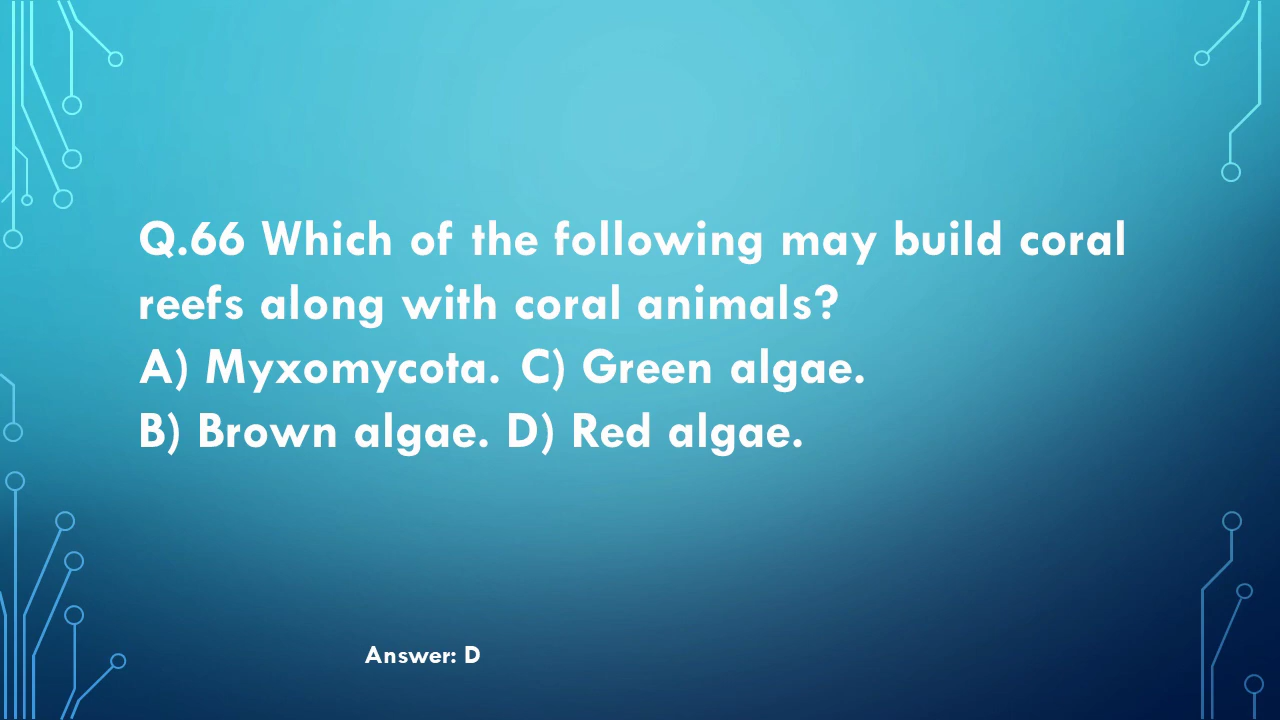 Q.66 Which of the following may build coral
reefs along with coral animals?
A) Myxomycota. C) Green algae.
B) Brown algae. D) Red algae.
Answer: D